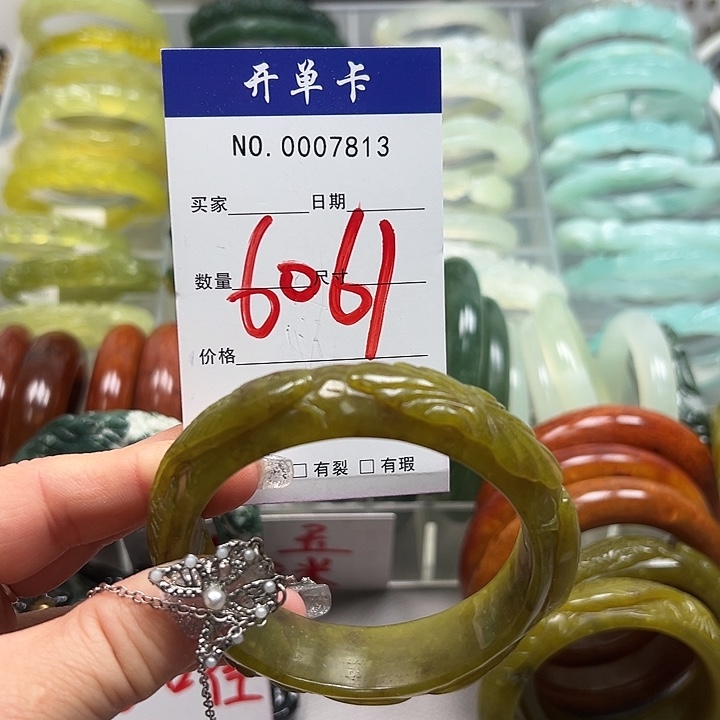 开单卡
NO. 0007813
买家 日期
数量 尺寸
6061
价格
□ 有裂 □ 有瑕